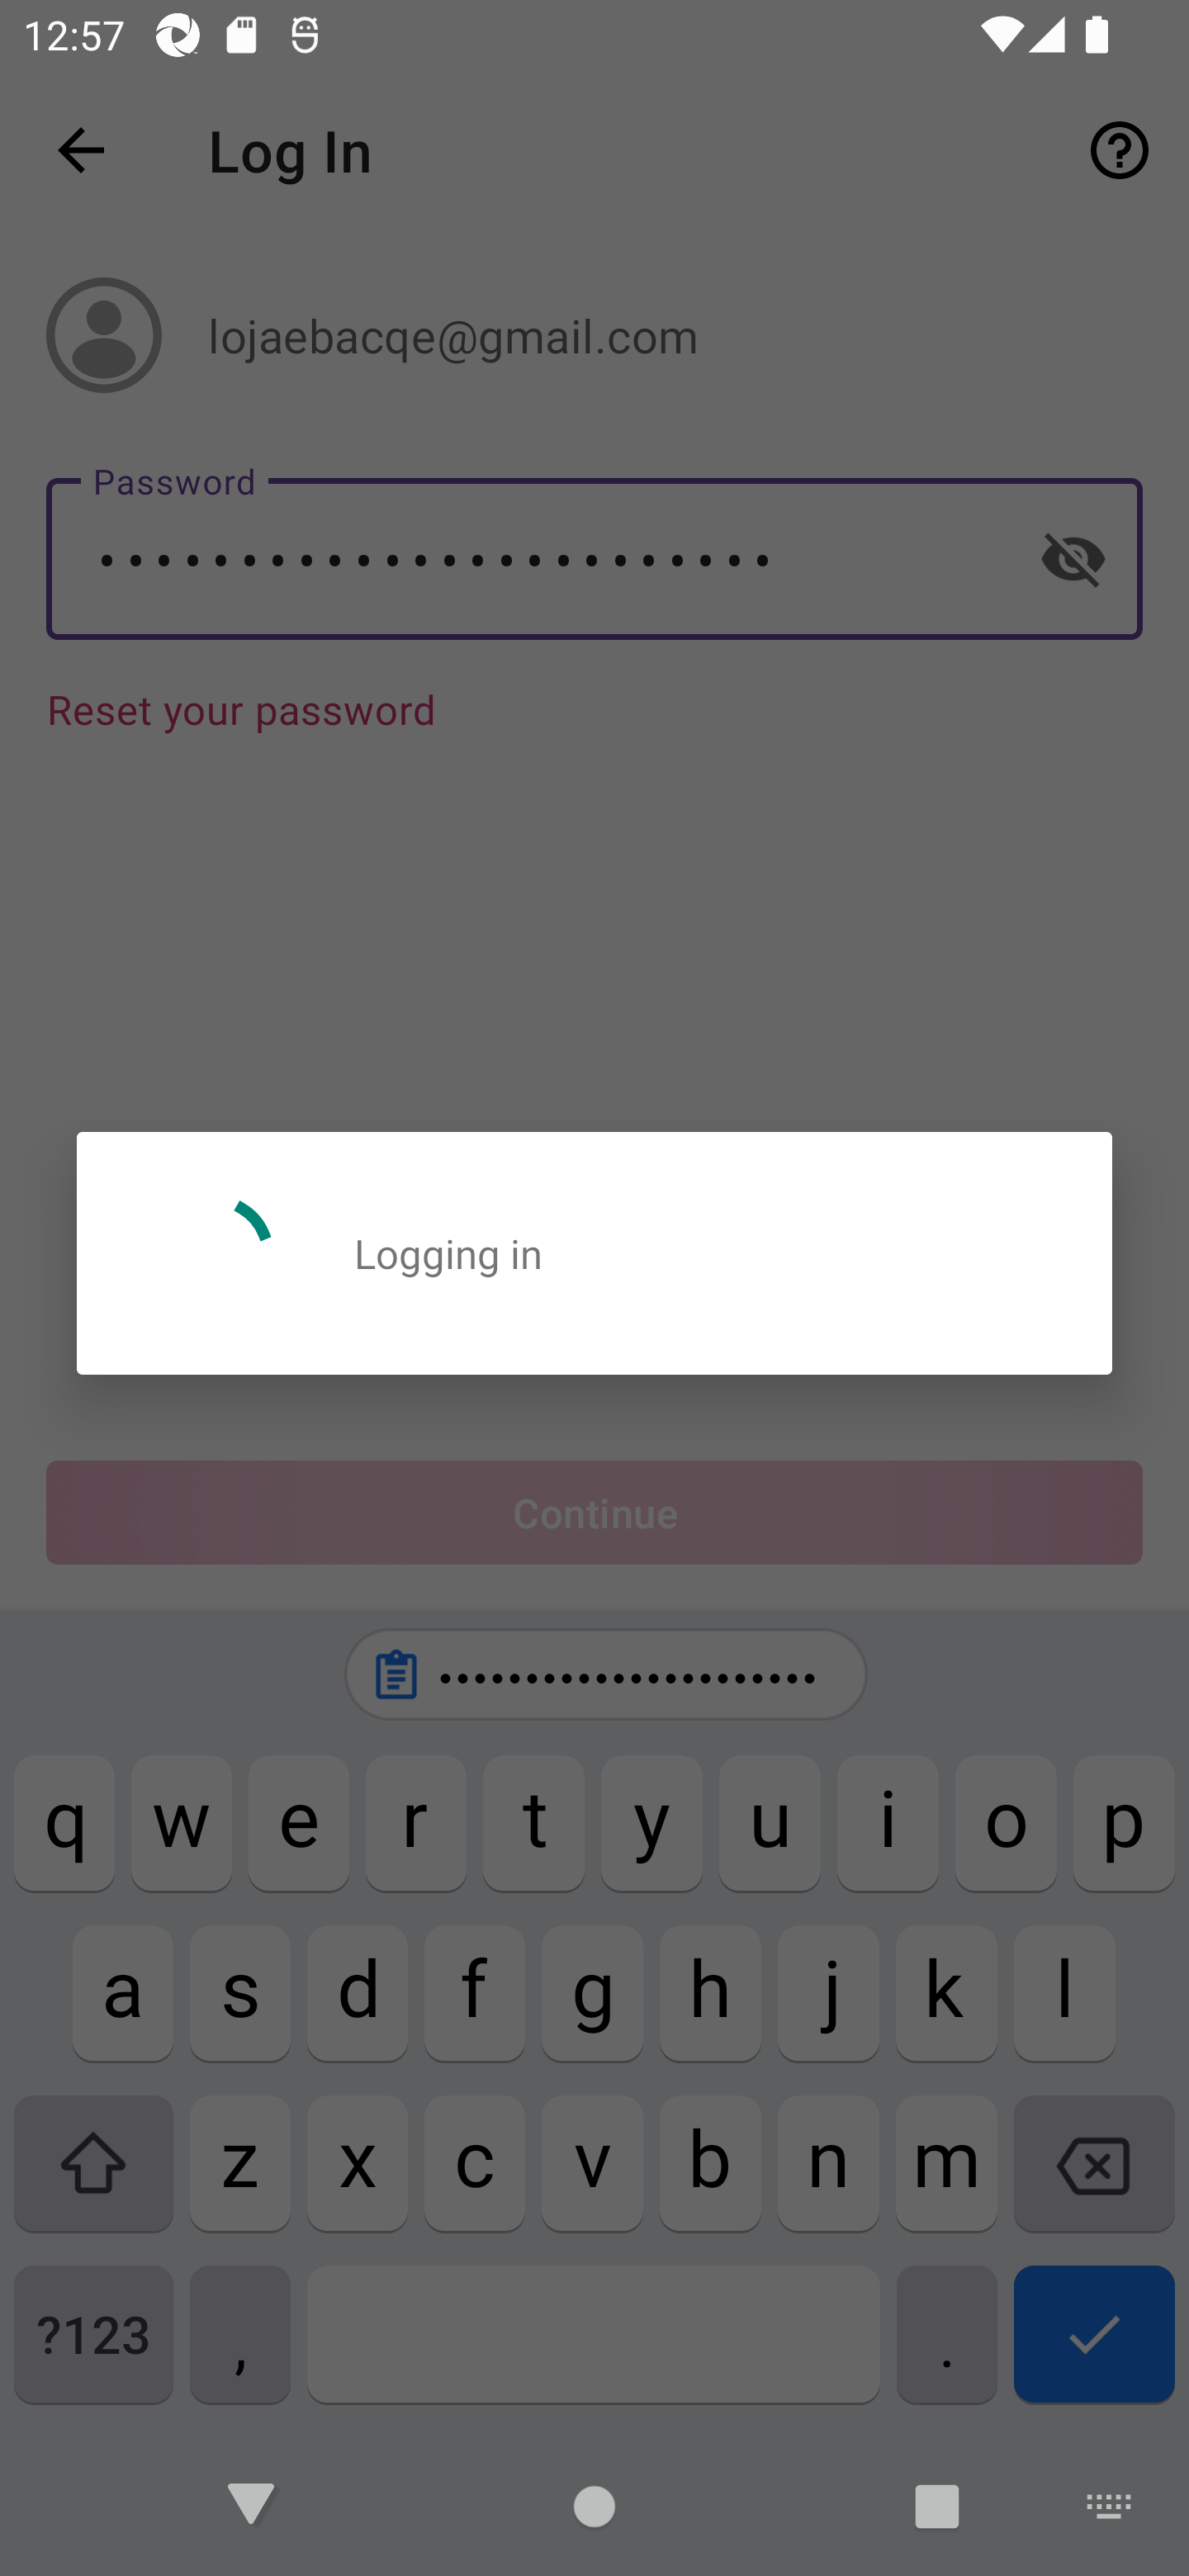 12:57
Log In
lojaebacqe@gmail.com
Password
••••••••••••••••••••••••
Reset your password
Logging in
Continue
••••••••••••••••••••••
q w e r t y u i o p
a s d f g h j k l
z x c v b n m
?123 , .